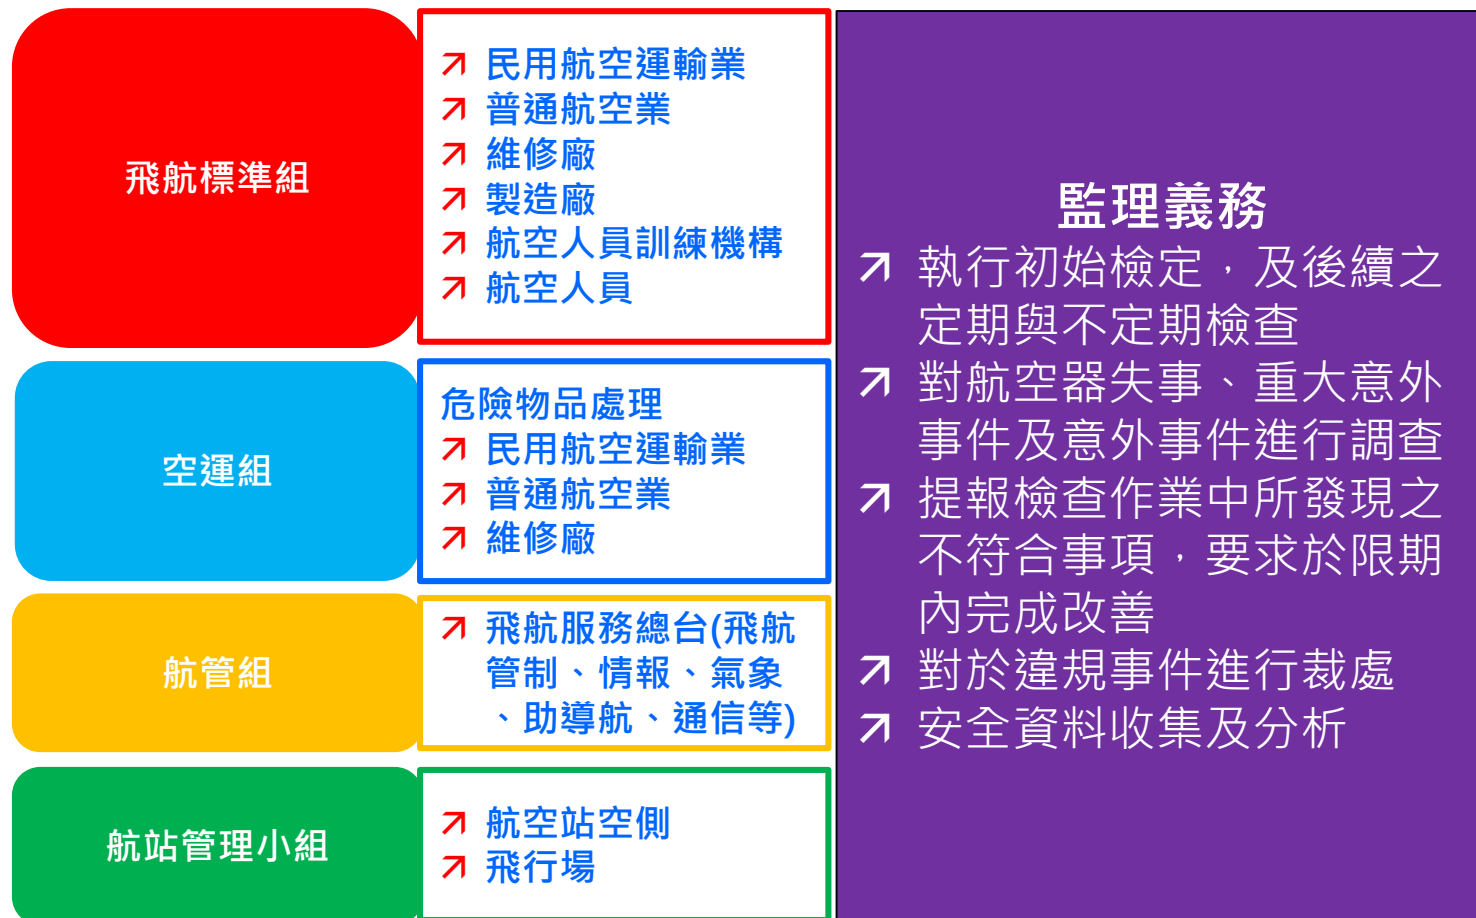 飛航標準組
民用航空運輸業
普通航空業
維修廠
製造廠
航空人員訓練機構
航空人員
空運組
危險物品處理
民用航空運輸業
普通航空業
維修廠
航管組
飛航服務總台(飛航
管制、情報、氣象
、助導航、通信等)
航站管理小組
航空站空側
飛行場
監理義務
執行初始檢定，及後續之
定期與不定期檢查
對航空器失事、重大意外
事件及意外事件進行調查
提報檢查作業中所發現之
不符合事項，要求於限期
內完成改善
對於違規事件進行裁處
安全資料收集及分析